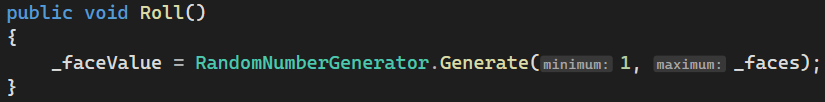 public void Roll()
{
    _faceValue = RandomNumberGenerator.Generate(minimum: 1, maximum: _faces);
}